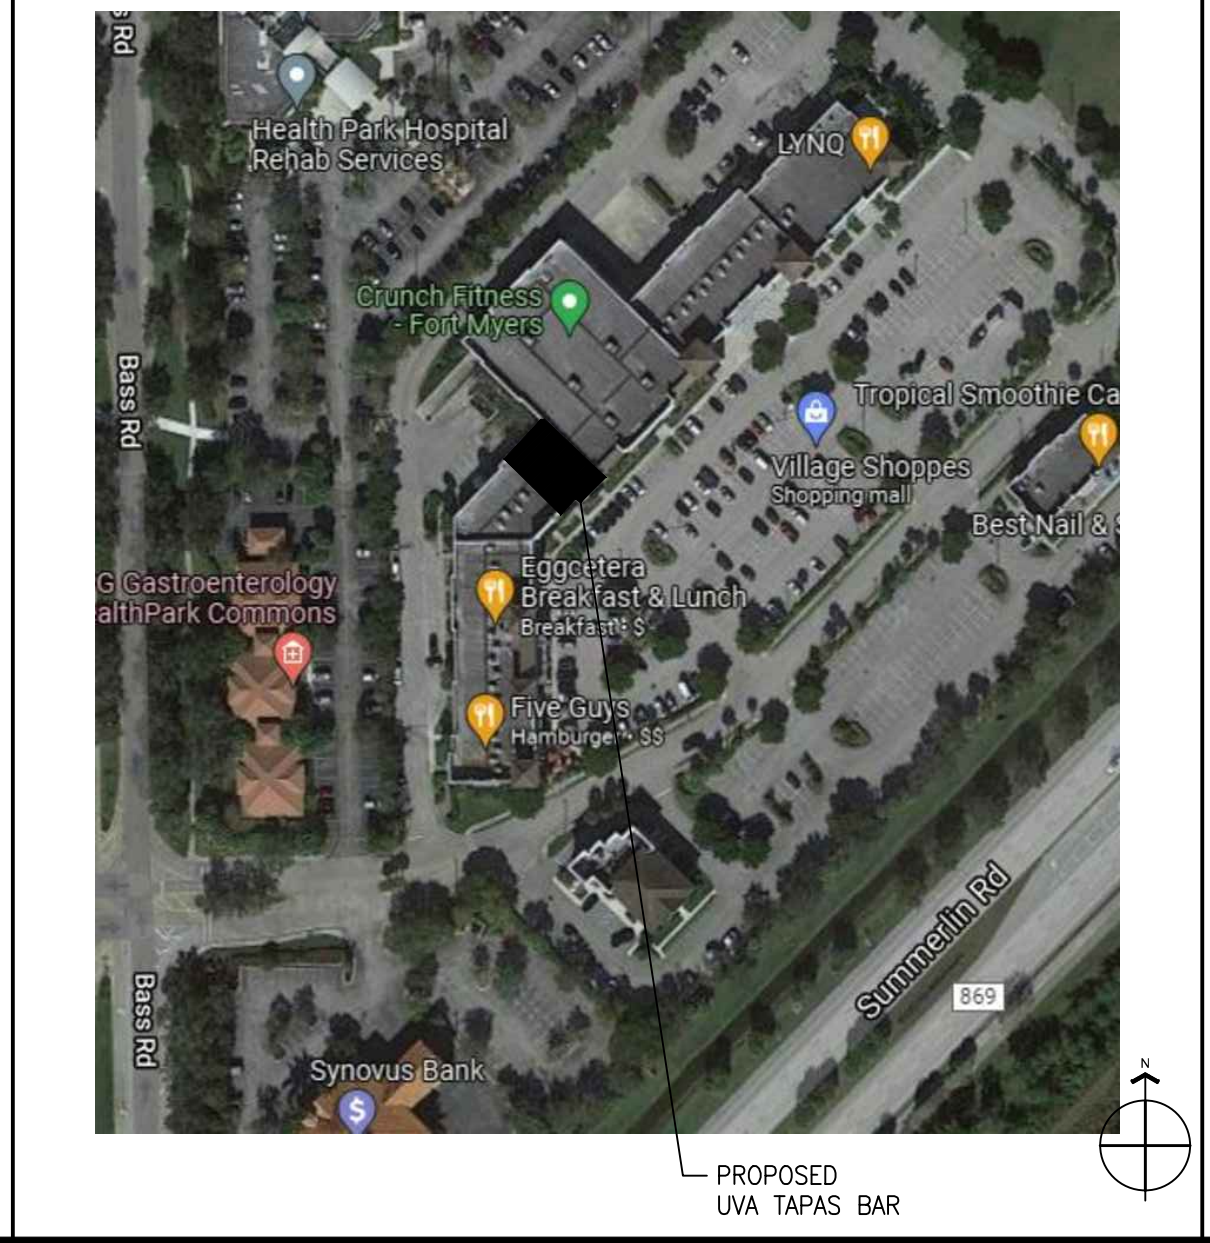 s Rd
Health Park Hospital
Rehab Services
LYNQ
Crunch Fitness
- Fort Myers
Bass Rd
Tropical Smoothie Ca
Village Shoppes
Shopping mall
Best Nail & S
Eggcetera
Breakfast & Lunch
Breakfast · $
G Gastroenterology
althPark Commons
Five Guys
Hamburger · $$
Summerlin Rd
869
Bass Rd
Synovus Bank
$
N
PROPOSED
UVA TAPAS BAR